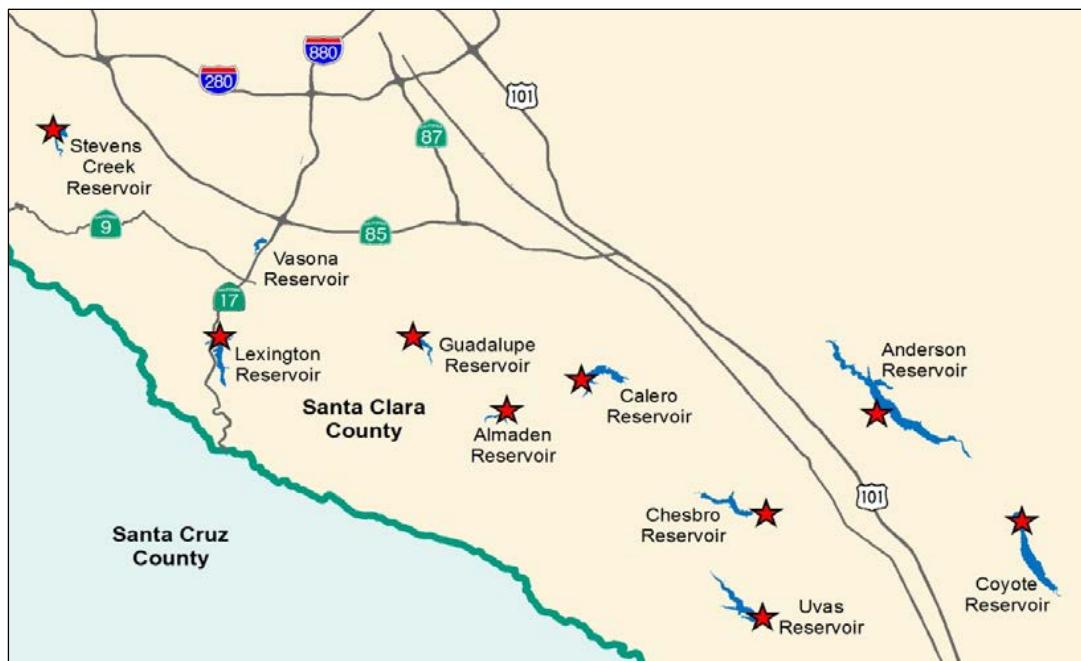 880
280
101
87
Stevens
Creek
Reservoir
9
85
Vasona
Reservoir
17
Lexington
Reservoir
Guadalupe
Reservoir
Anderson
Reservoir
Calero
Reservoir
Santa Clara
County
Almaden
Reservoir
101
Chesbro
Reservoir
Santa Cruz
County
Coyote
Reservoir
Uvas
Reservoir